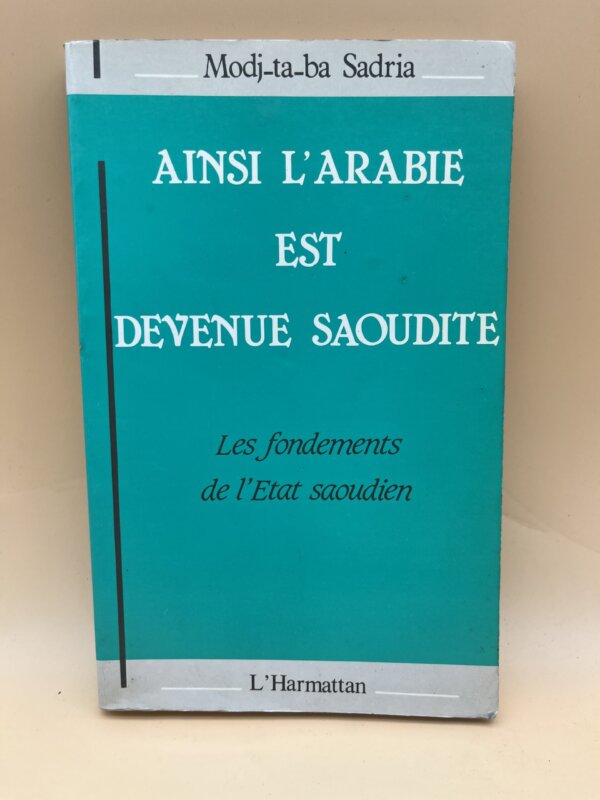 Modj-ta-ba Sadria
AINSI L'ARABIE
EST
DEVENUE SAOUDITE
Les fondements
de l'Etat saoudien
L'Harmattan